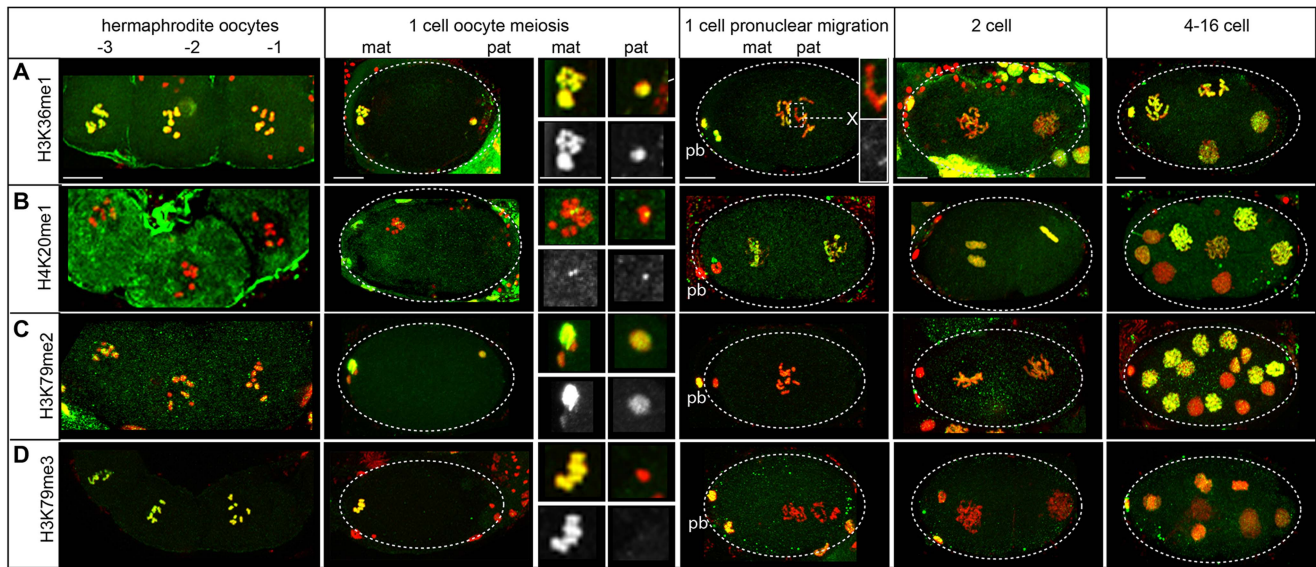 hermaphrodite oocytes
-3 -2 -1
1 cell oocyte meiosis
mat pat mat pat
1 cell pronuclear migration
mat pat
2 cell
4-16 cell
A
H3K36me1
X
pb
B
H4K20me1
pb
C
H3K79me2
pb
D
H3K79me3
pb